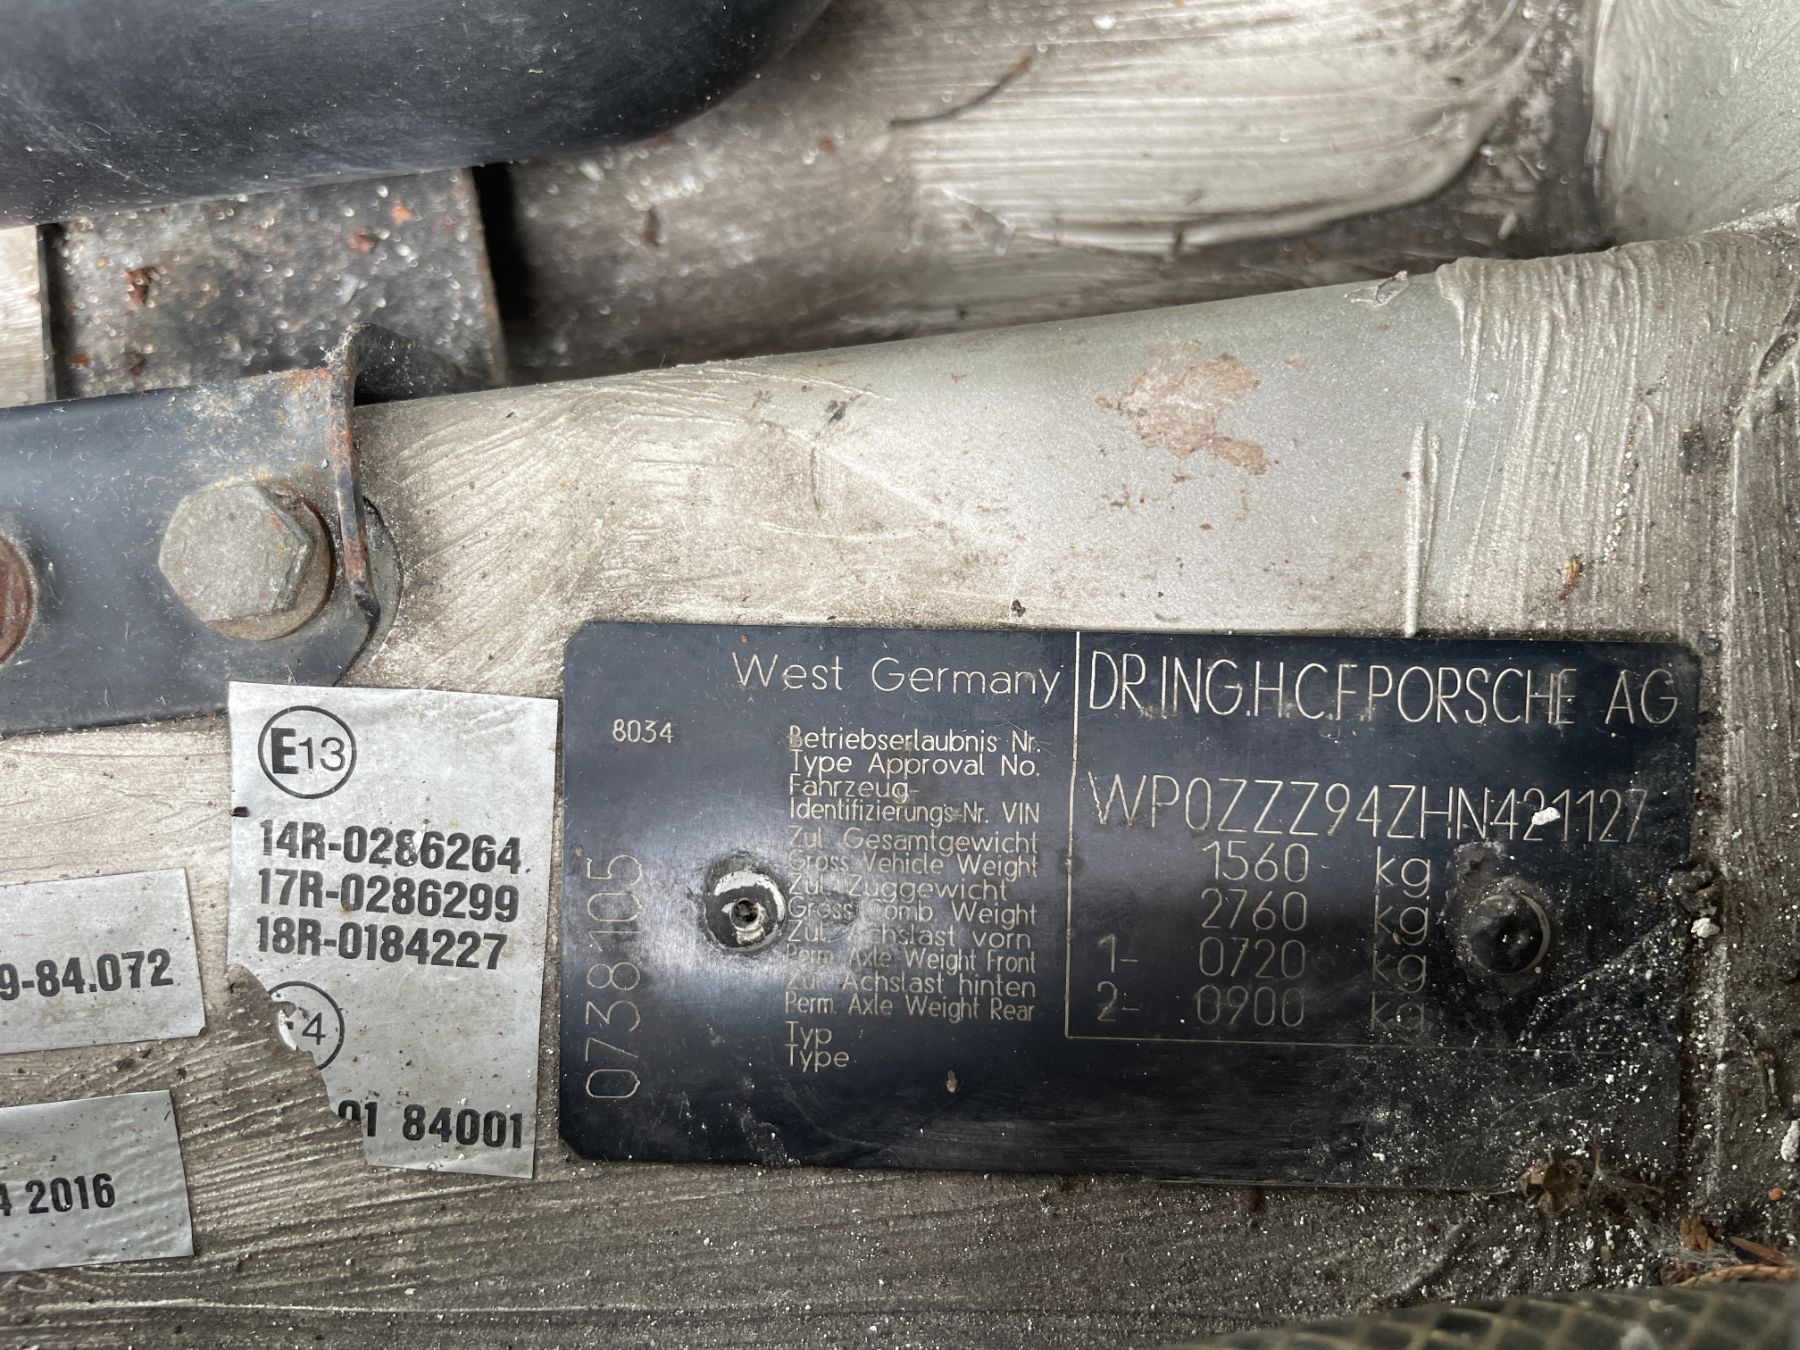 West Germany
DR.ING.H.C.F.PORSCHE AG
8034
Betriebserlaubnis Nr.
Type Approval No.
Fahrzeug-
Identifizierungs-Nr. VIN
WP0ZZZ94ZHN421127
Zul. Gesamtgewicht
Gross Vehicle Weight
1560 kg
Zul. Zuggewicht
Gross Comb Weight
2760 kg
Zul. Achslast vorn
Perm. Axle Weight Front
1- 0720 kg
Zul. Achslast hinten
Perm. Axle Weight Rear
2- 0900 kg
Typ
Type
0738105
E13
14R-0286264
17R-0286299
18R-0184227
4
01 84001
9-84.072
4 2016